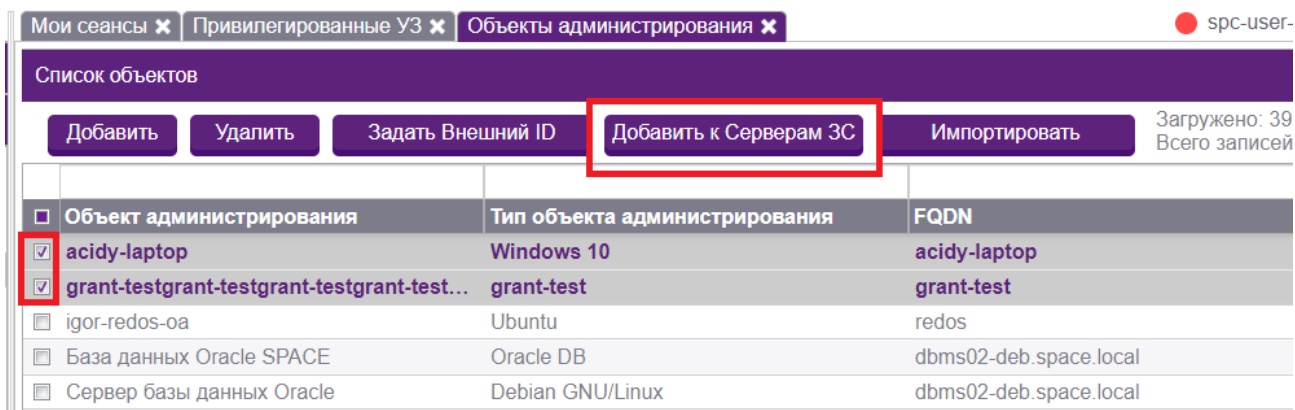 Мои сеансы Привилегированные УЗ Объекты администрирования spc-user-
Список объектов
Добавить Удалить Задать Внешний ID Добавить к Серверам ЗС Импортировать Загружено: 39
Всего записей
Объект администрирования Тип объекта администрирования FQDN
acidy-laptop Windows 10 acidy-laptop
grant-testgrant-testgrant-testgrant-test... grant-test grant-test
igor-redos-oa Ubuntu redos
База данных Oracle SPACE Oracle DB dbms02-deb.space.local
Сервер базы данных Oracle Debian GNU/Linux dbms02-deb.space.local